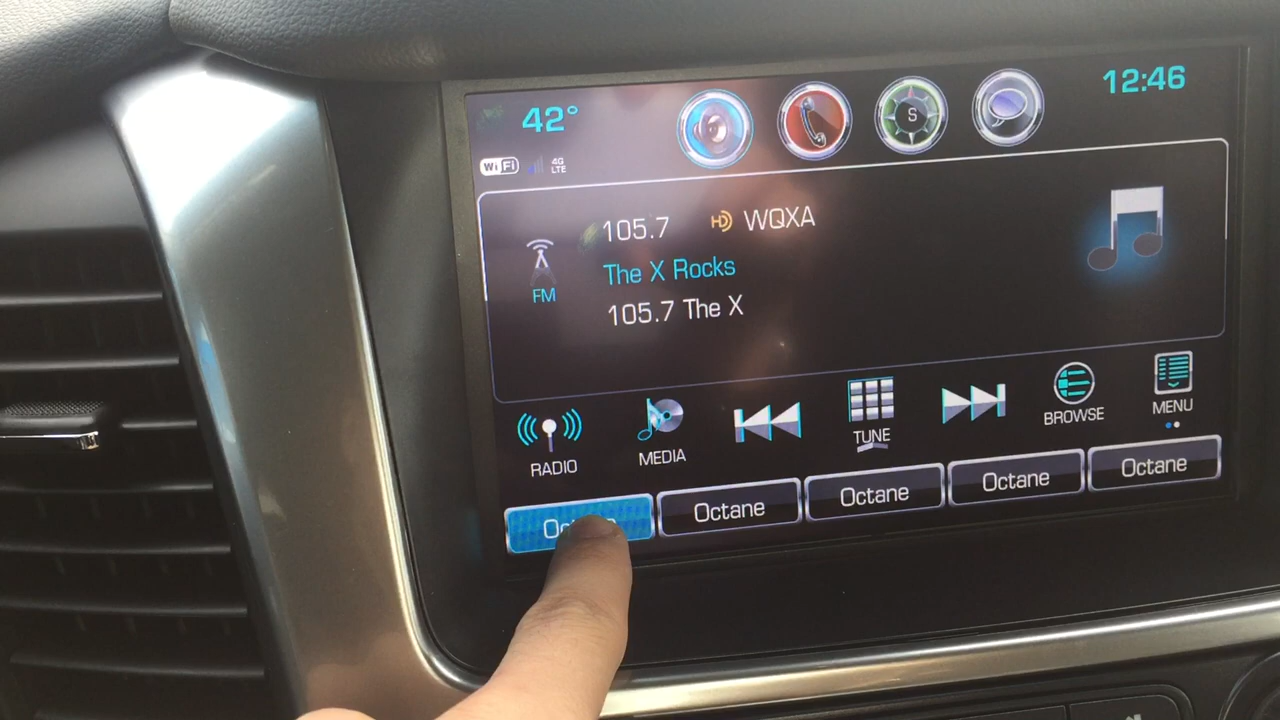 42°
12:46
WiFi 4G LTE
S
105.7 HD WQXA
The X Rocks
FM
105.7 The X
RADIO MEDIA TUNE BROWSE MENU
Octane Octane Octane Octane